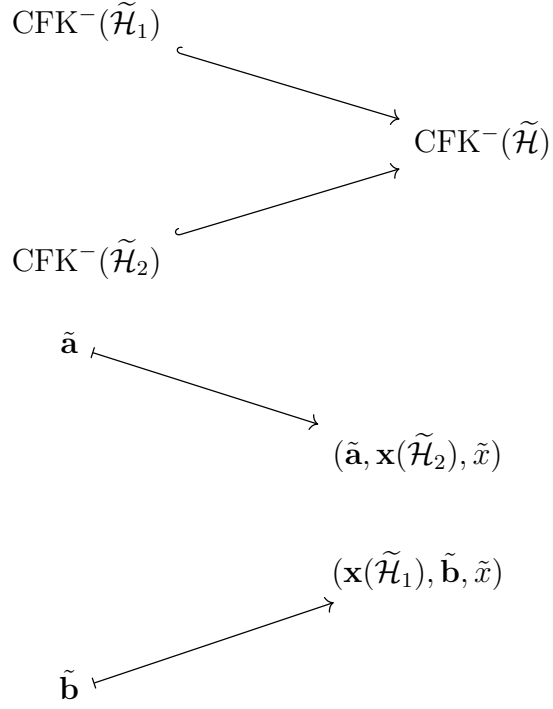 CFK⁻(ℋ̃₁)
CFK⁻(ℋ̃)
CFK⁻(ℋ̃₂)
ã
(ã, x(ℋ̃₂), x̃)
(x(ℋ̃₁), b̃, x̃)
b̃